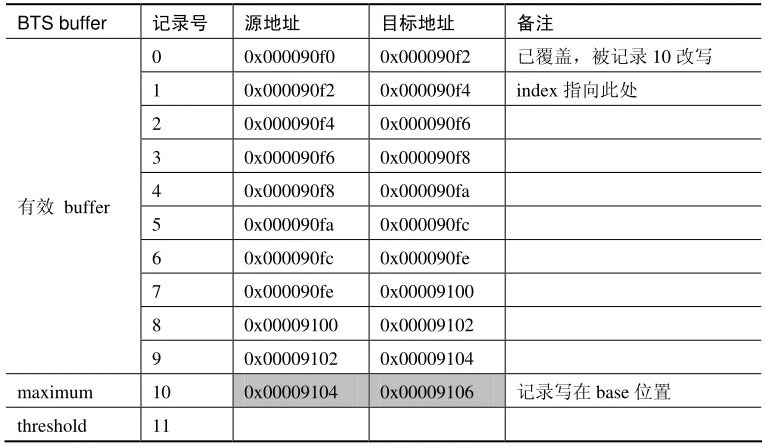 BTS buffer 记录号 源地址 目标地址 备注
0 0x000090f0 0x000090f2 已覆盖，被记录 10 改写
1 0x000090f2 0x000090f4 index 指向此处
2 0x000090f4 0x000090f6
3 0x000090f6 0x000090f8
有效 buffer 4 0x000090f8 0x000090fa
5 0x000090fa 0x000090fc
6 0x000090fc 0x000090fe
7 0x000090fe 0x00009100
8 0x00009100 0x00009102
9 0x00009102 0x00009104
maximum 10 0x00009104 0x00009106 记录写在 base 位置
threshold 11